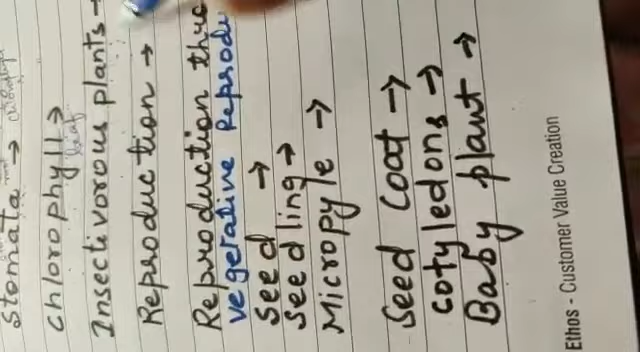 Stomata →
chlorophyll →
leaf
Insectivorous plants →
Reproduction →
Reproduction thro
vegetative Reprodu
Seed →
Seedling →
Micropyle →
Seed coat →
cotyledons →
Baby plant →
Ethos - Customer Value Creation